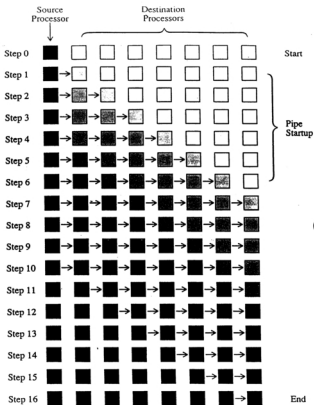 Source
Processor
Destination
Processors
Step 0
Start
Step 1
Step 2
Step 3
Step 4
Pipe
Startup
Step 5
Step 6
Step 7
Step 8
Step 9
Step 10
Step 11
Step 12
Step 13
Step 14
Step 15
Step 16
End